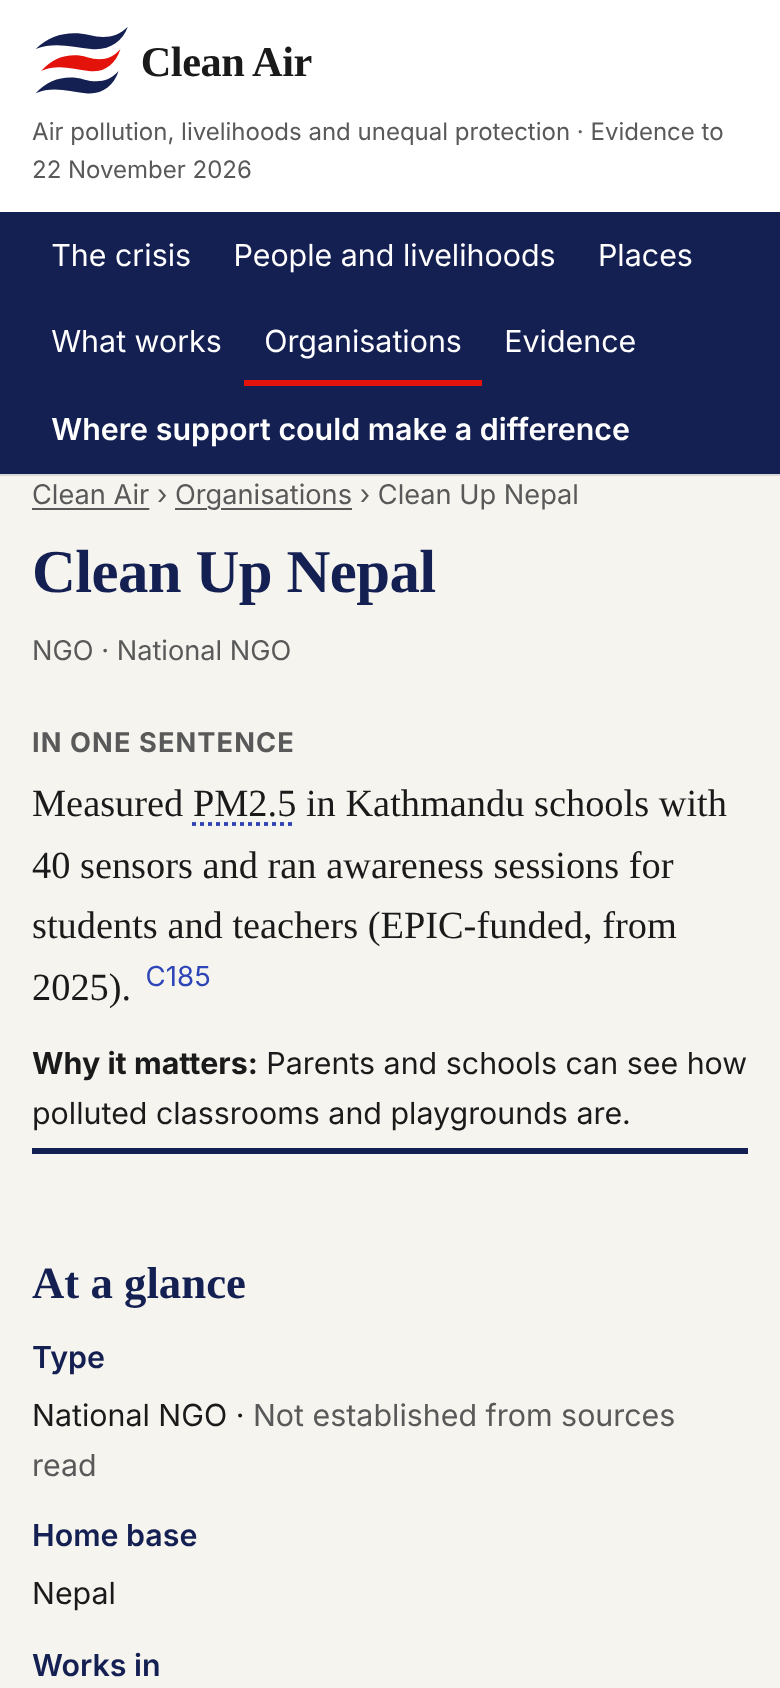 Clean Air
Air pollution, livelihoods and unequal protection · Evidence to
22 November 2026
The crisis People and livelihoods Places
What works Organisations Evidence
Where support could make a difference
Clean Air › Organisations › Clean Up Nepal
Clean Up Nepal
NGO · National NGO
IN ONE SENTENCE
Measured PM2.5 in Kathmandu schools with
40 sensors and ran awareness sessions for
students and teachers (EPIC-funded, from
2025). C185
Why it matters: Parents and schools can see how
polluted classrooms and playgrounds are.
At a glance
Type
National NGO · Not established from sources
read
Home base
Nepal
Works in